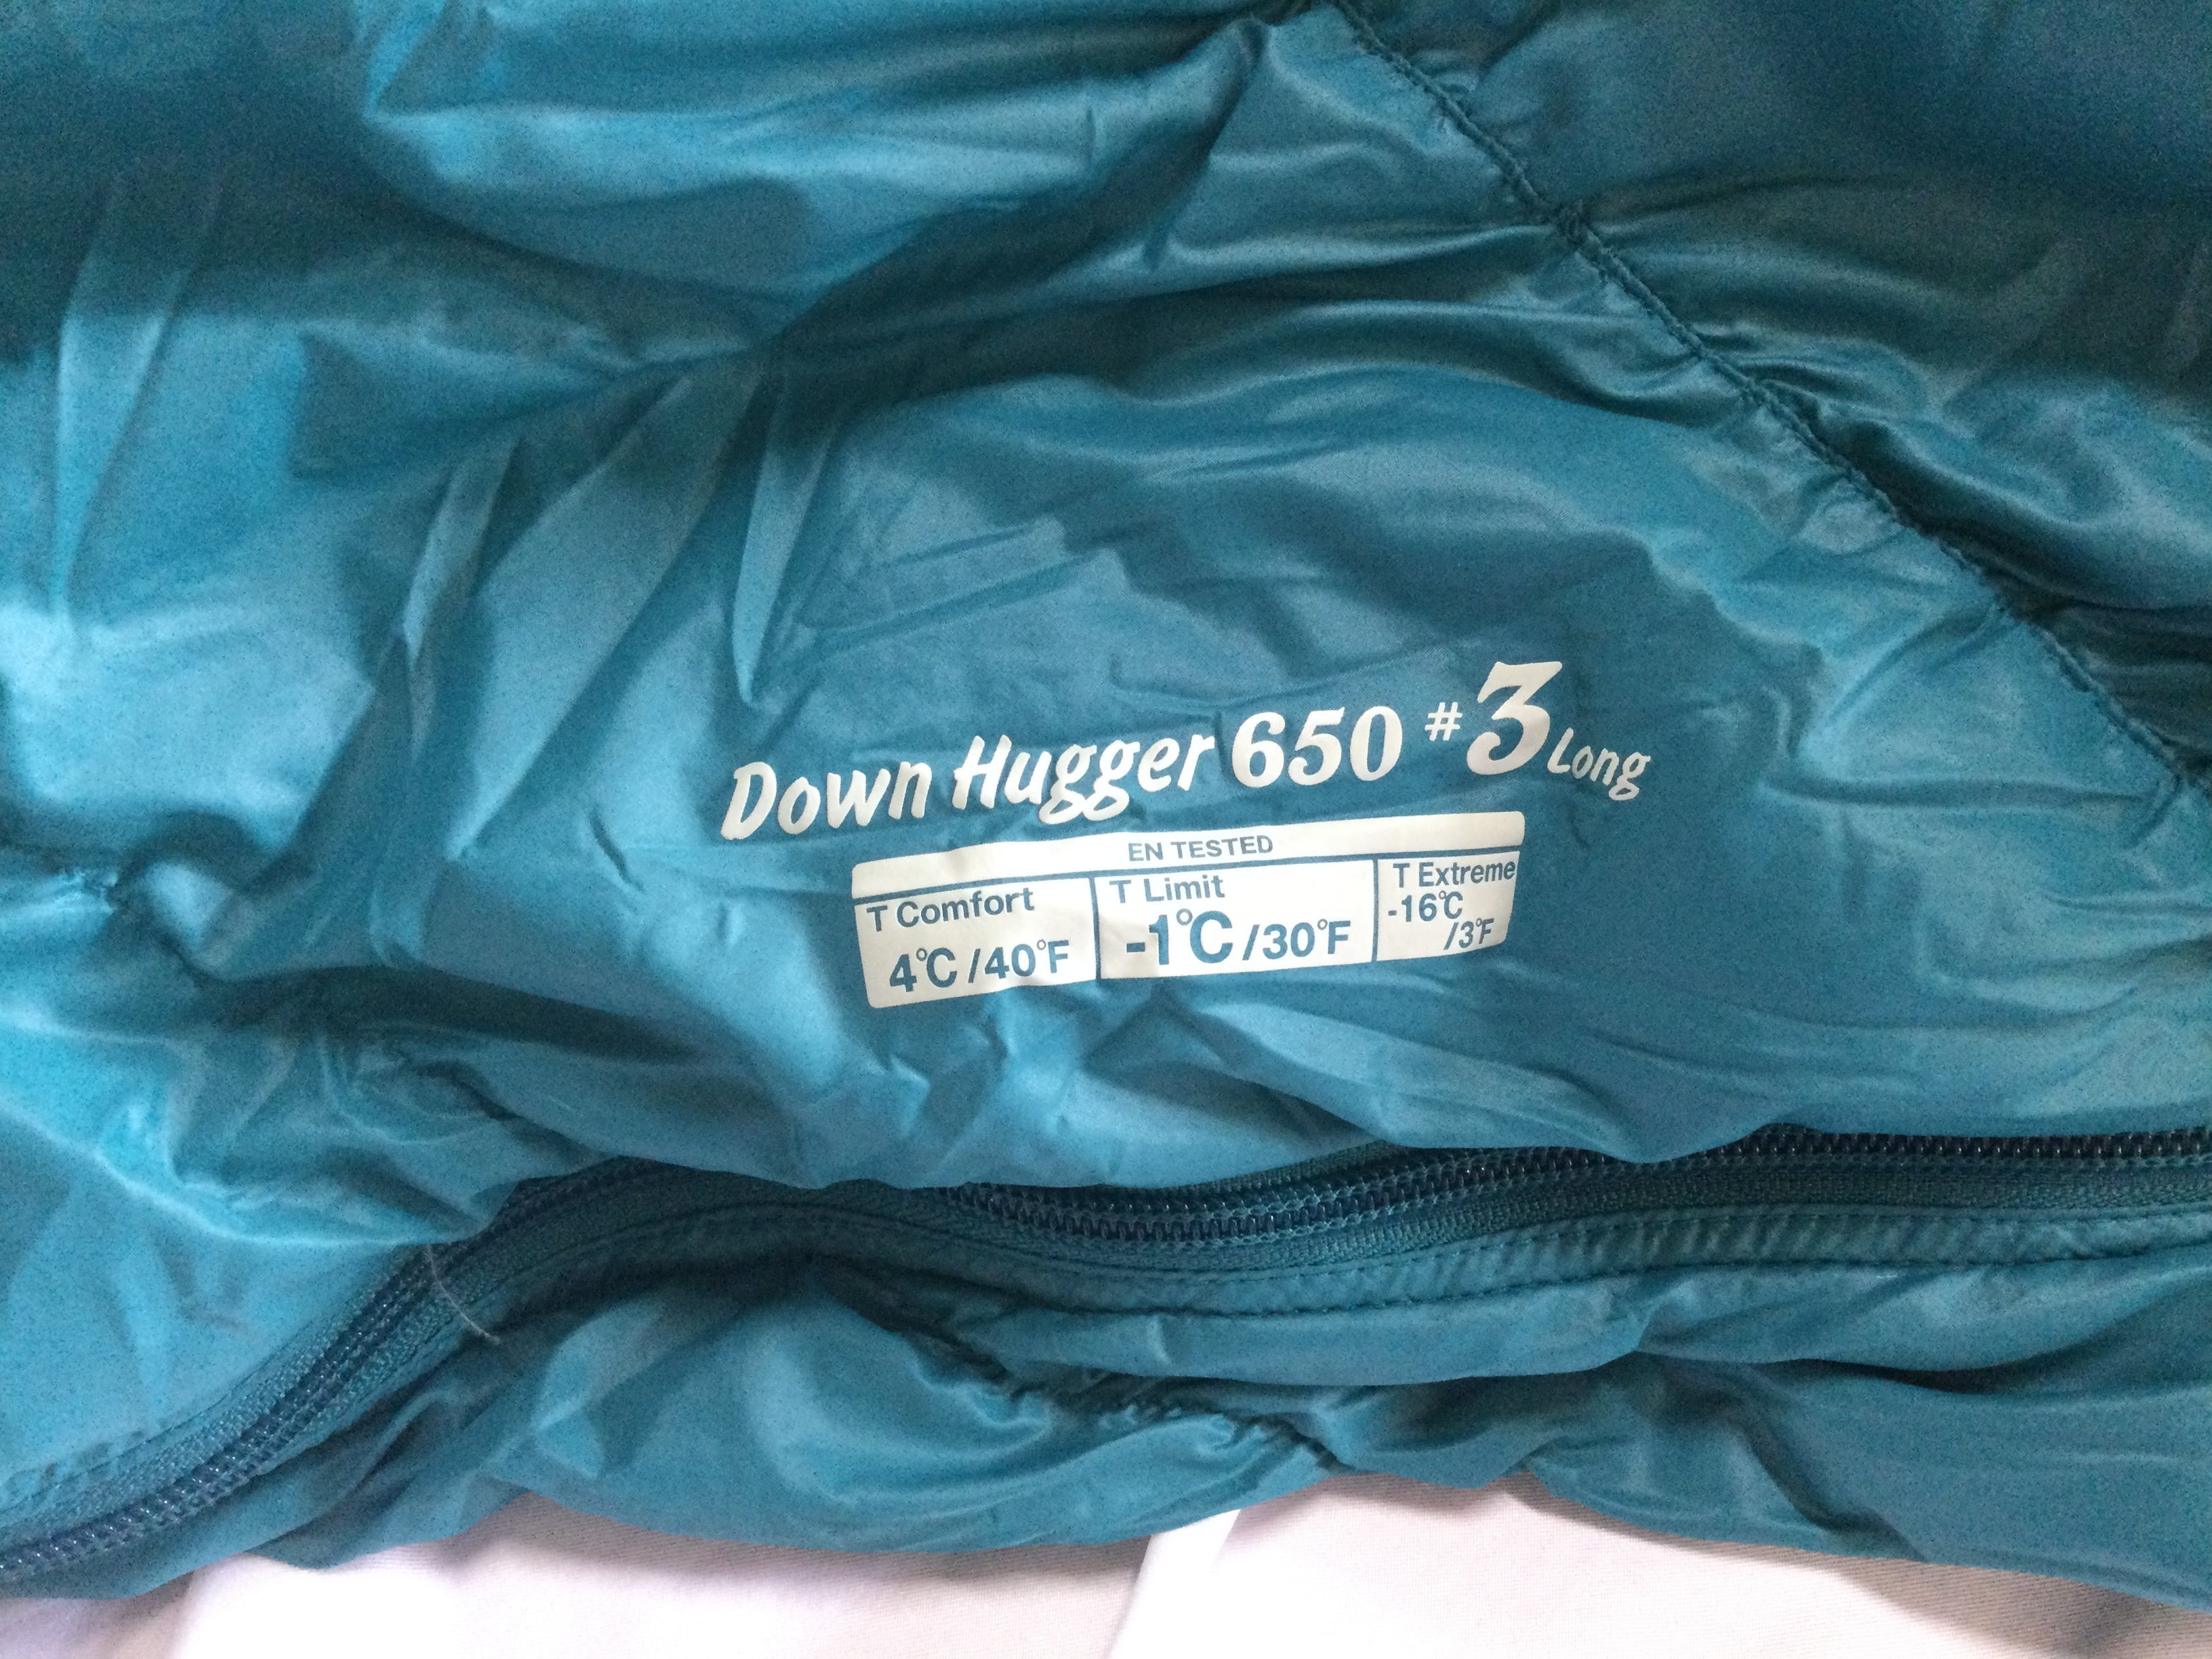 Down Hugger 650 #3 Long
EN TESTED
T Comfort
4°C/40°F
T Limit
-1°C/30°F
T Extreme
-16°C
/3°F